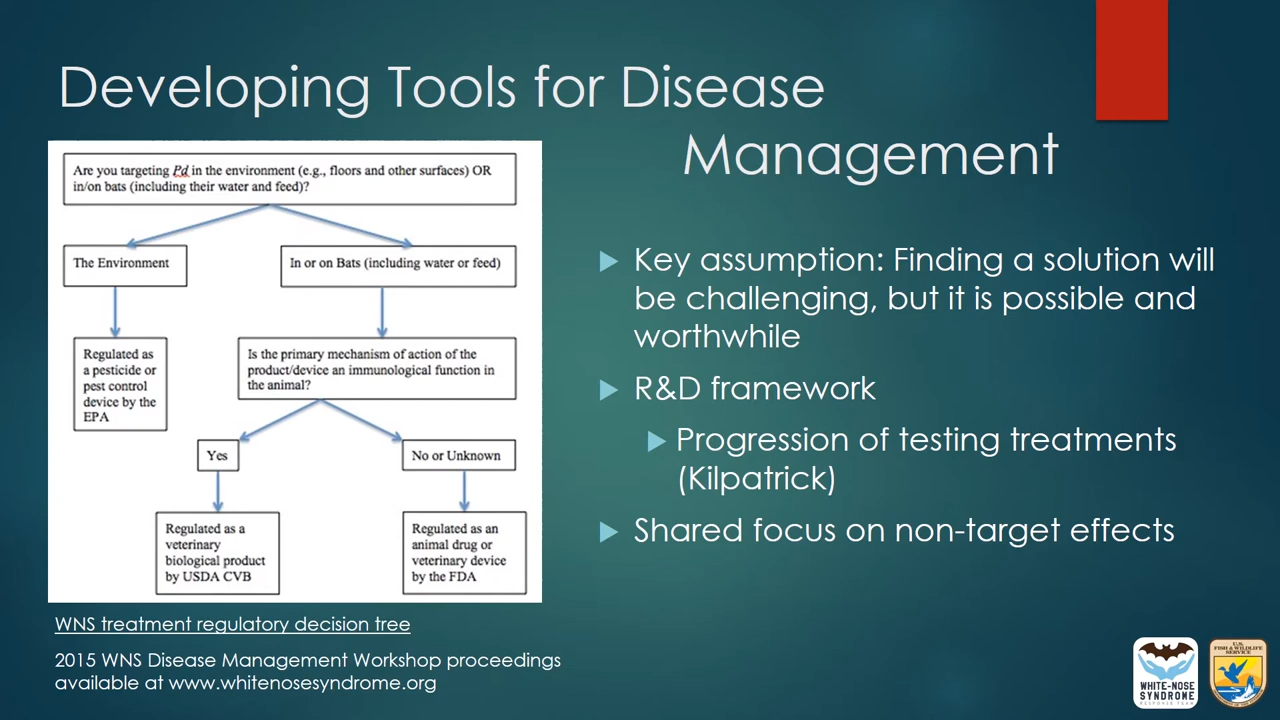 Developing Tools for Disease
Management
Are you targeting Pd in the environment (e.g., floors and other surfaces) OR
in/on bats (including their water and feed)?
The Environment
In or on Bats (including water or feed)
Regulated as
a pesticide or
pest control
device by the
EPA
Is the primary mechanism of action of the
product/device an immunological function in
the animal?
Yes
No or Unknown
Regulated as a
veterinary
biological product
by USDA CVB
Regulated as an
animal drug or
veterinary device
by the FDA
WNS treatment regulatory decision tree
2015 WNS Disease Management Workshop proceedings
available at www.whitenosesyndrome.org
Key assumption: Finding a solution will
be challenging, but it is possible and
worthwhile
R&D framework
Progression of testing treatments
(Kilpatrick)
Shared focus on non-target effects
WHITE-NOSE
SYNDROME
RESPONSE TEAM
U.S.
FISH & WILDLIFE
SERVICE